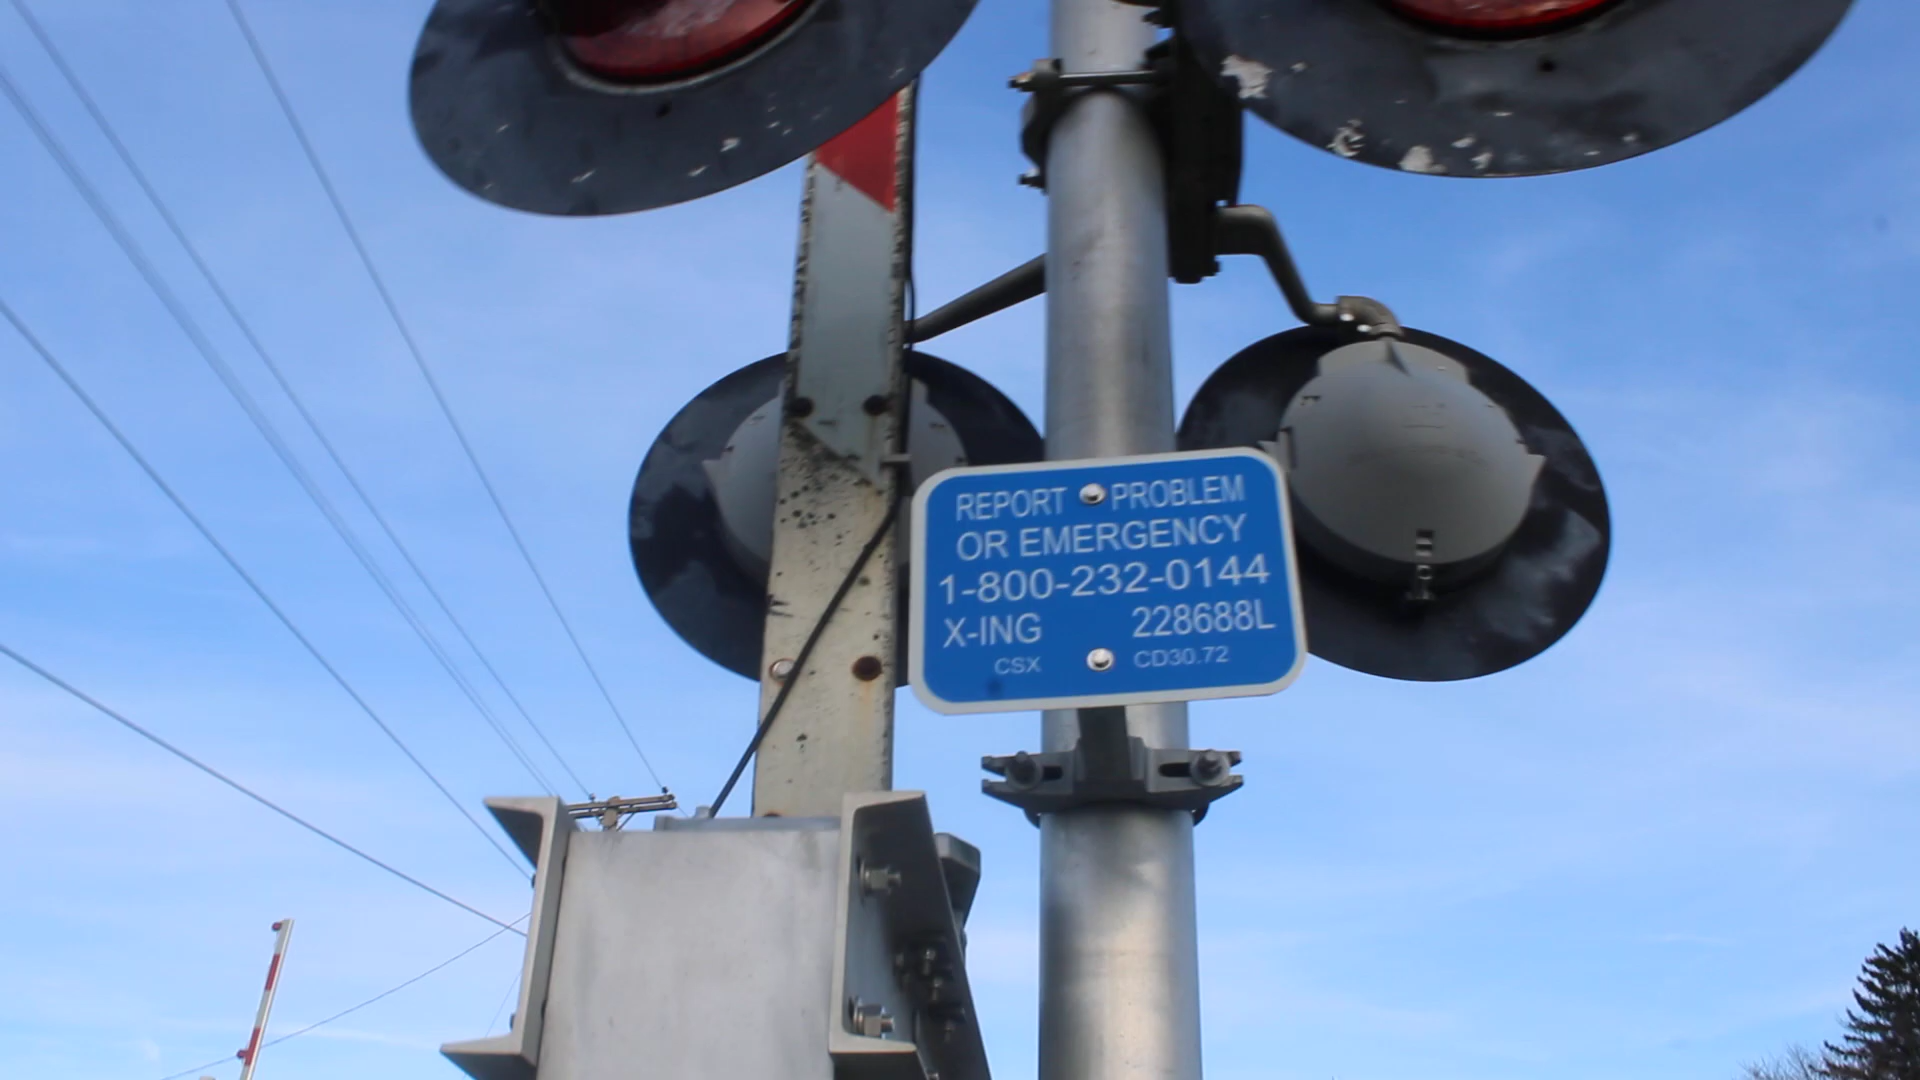 REPORT PROBLEM
OR EMERGENCY
1-800-232-0144
X-ING 228688L
CSX CD30.72